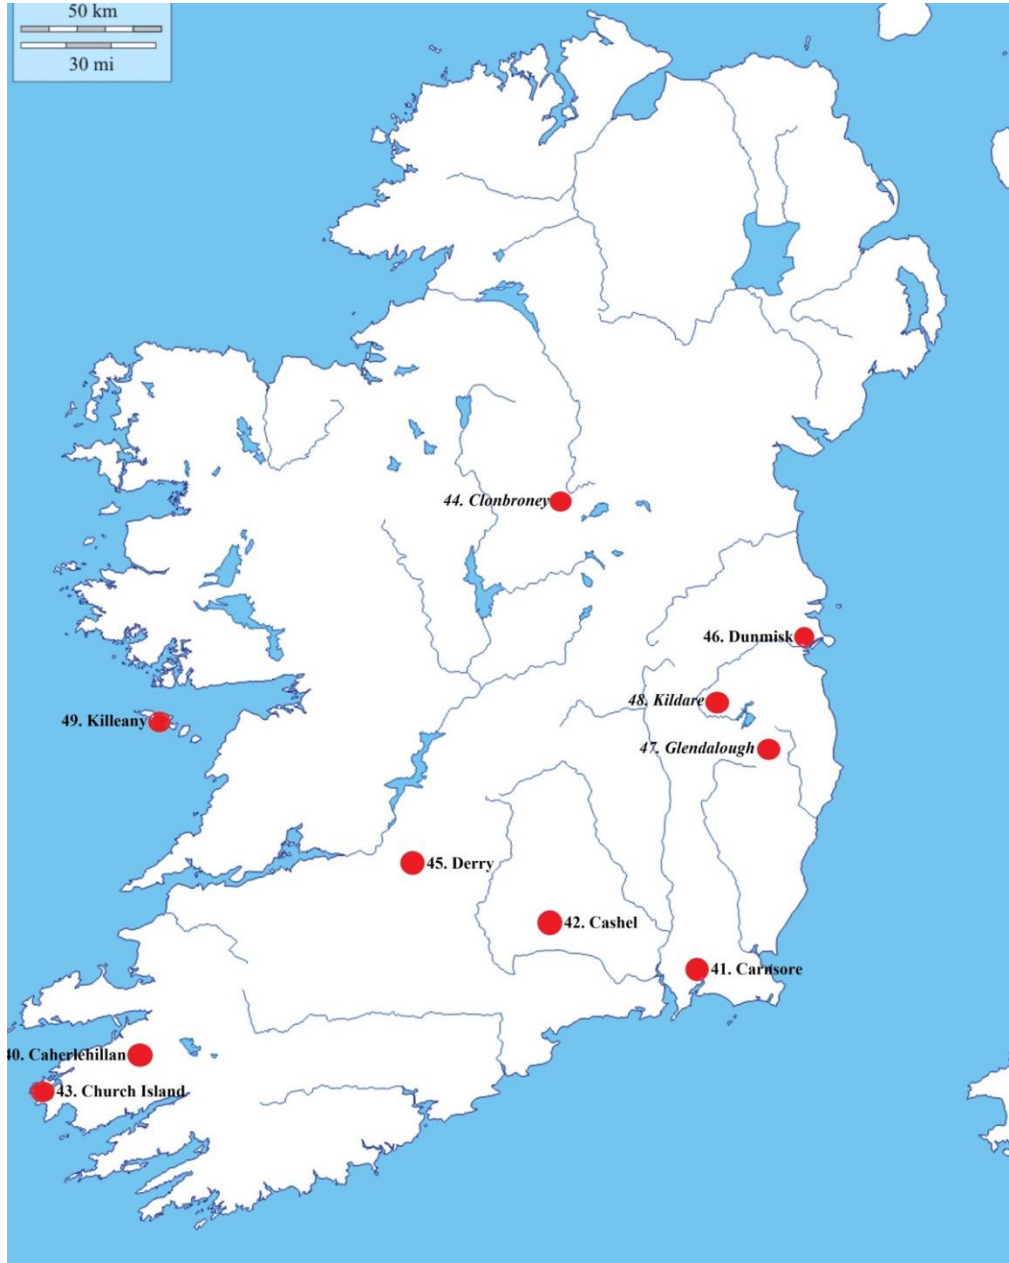 50 km
30 mi
44. Clonbroney
46. Dunmisk
48. Kildare
49. Killeany
47. Glendalough
45. Derry
42. Cashel
41. Carnsore
40. Caherlehillan
43. Church Island